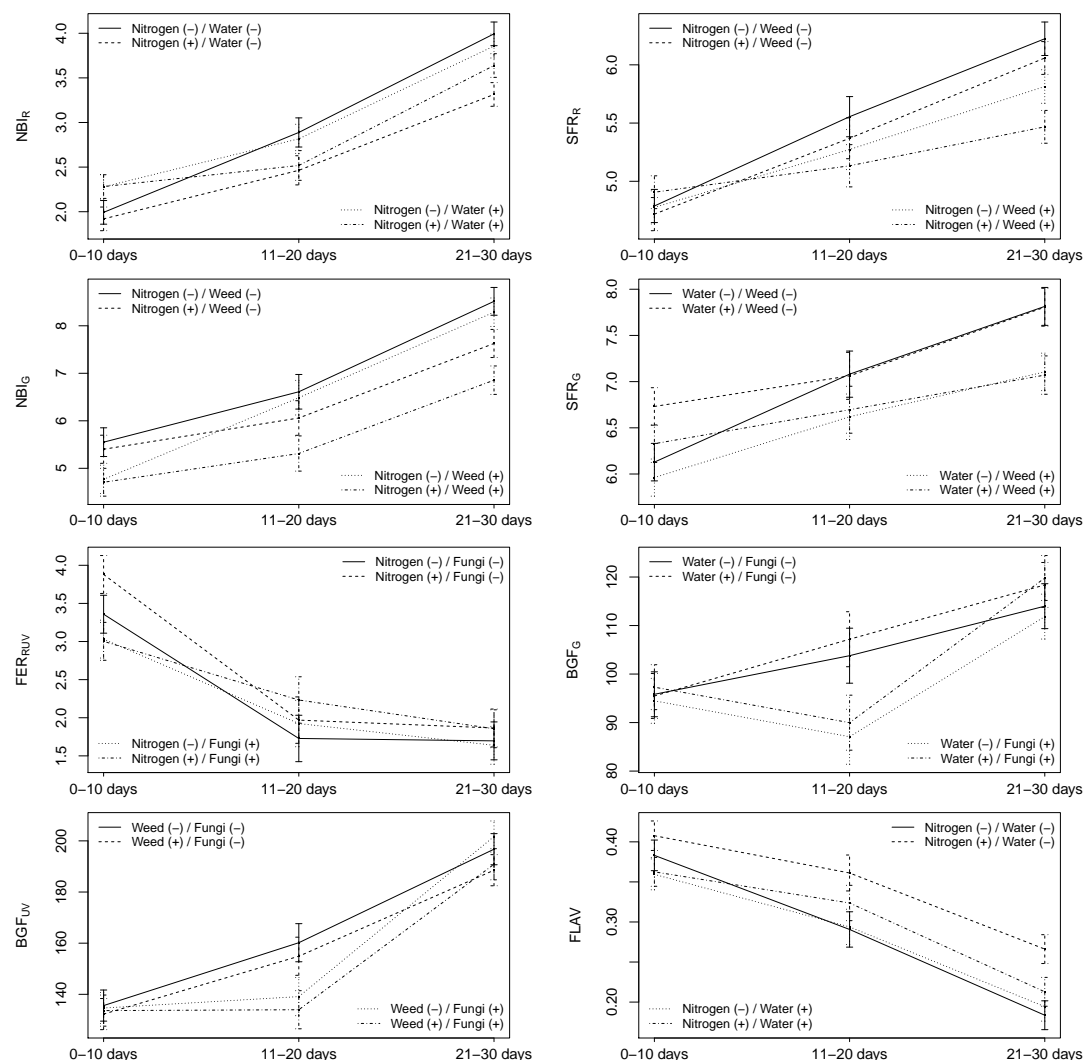 NBI_R
2.0 2.5 3.0 3.5 4.0
Nitrogen (−) / Water (−)
Nitrogen (+) / Water (−)
Nitrogen (−) / Water (+)
Nitrogen (+) / Water (+)
0−10 days 11−20 days 21−30 days
SFR_R
5.0 5.5 6.0
Nitrogen (−) / Weed (−)
Nitrogen (+) / Weed (−)
Nitrogen (−) / Weed (+)
Nitrogen (+) / Weed (+)
0−10 days 11−20 days 21−30 days
NBI_G
5 6 7 8
Nitrogen (−) / Weed (−)
Nitrogen (+) / Weed (−)
Nitrogen (−) / Weed (+)
Nitrogen (+) / Weed (+)
0−10 days 11−20 days 21−30 days
SFR_G
6.0 6.5 7.0 7.5 8.0
Water (−) / Weed (−)
Water (+) / Weed (−)
Water (−) / Weed (+)
Water (+) / Weed (+)
0−10 days 11−20 days 21−30 days
FER_RUV
1.5 2.0 2.5 3.0 3.5 4.0
Nitrogen (−) / Fungi (−)
Nitrogen (+) / Fungi (−)
Nitrogen (−) / Fungi (+)
Nitrogen (+) / Fungi (+)
0−10 days 11−20 days 21−30 days
BGF_G
80 90 100 110 120
Water (−) / Fungi (−)
Water (+) / Fungi (−)
Water (−) / Fungi (+)
Water (+) / Fungi (+)
0−10 days 11−20 days 21−30 days
BGF_UV
140 160 180 200
Weed (−) / Fungi (−)
Weed (+) / Fungi (−)
Weed (−) / Fungi (+)
Weed (+) / Fungi (+)
0−10 days 11−20 days 21−30 days
FLAV
0.20 0.30 0.40
Nitrogen (−) / Water (−)
Nitrogen (+) / Water (−)
Nitrogen (−) / Water (+)
Nitrogen (+) / Water (+)
0−10 days 11−20 days 21−30 days